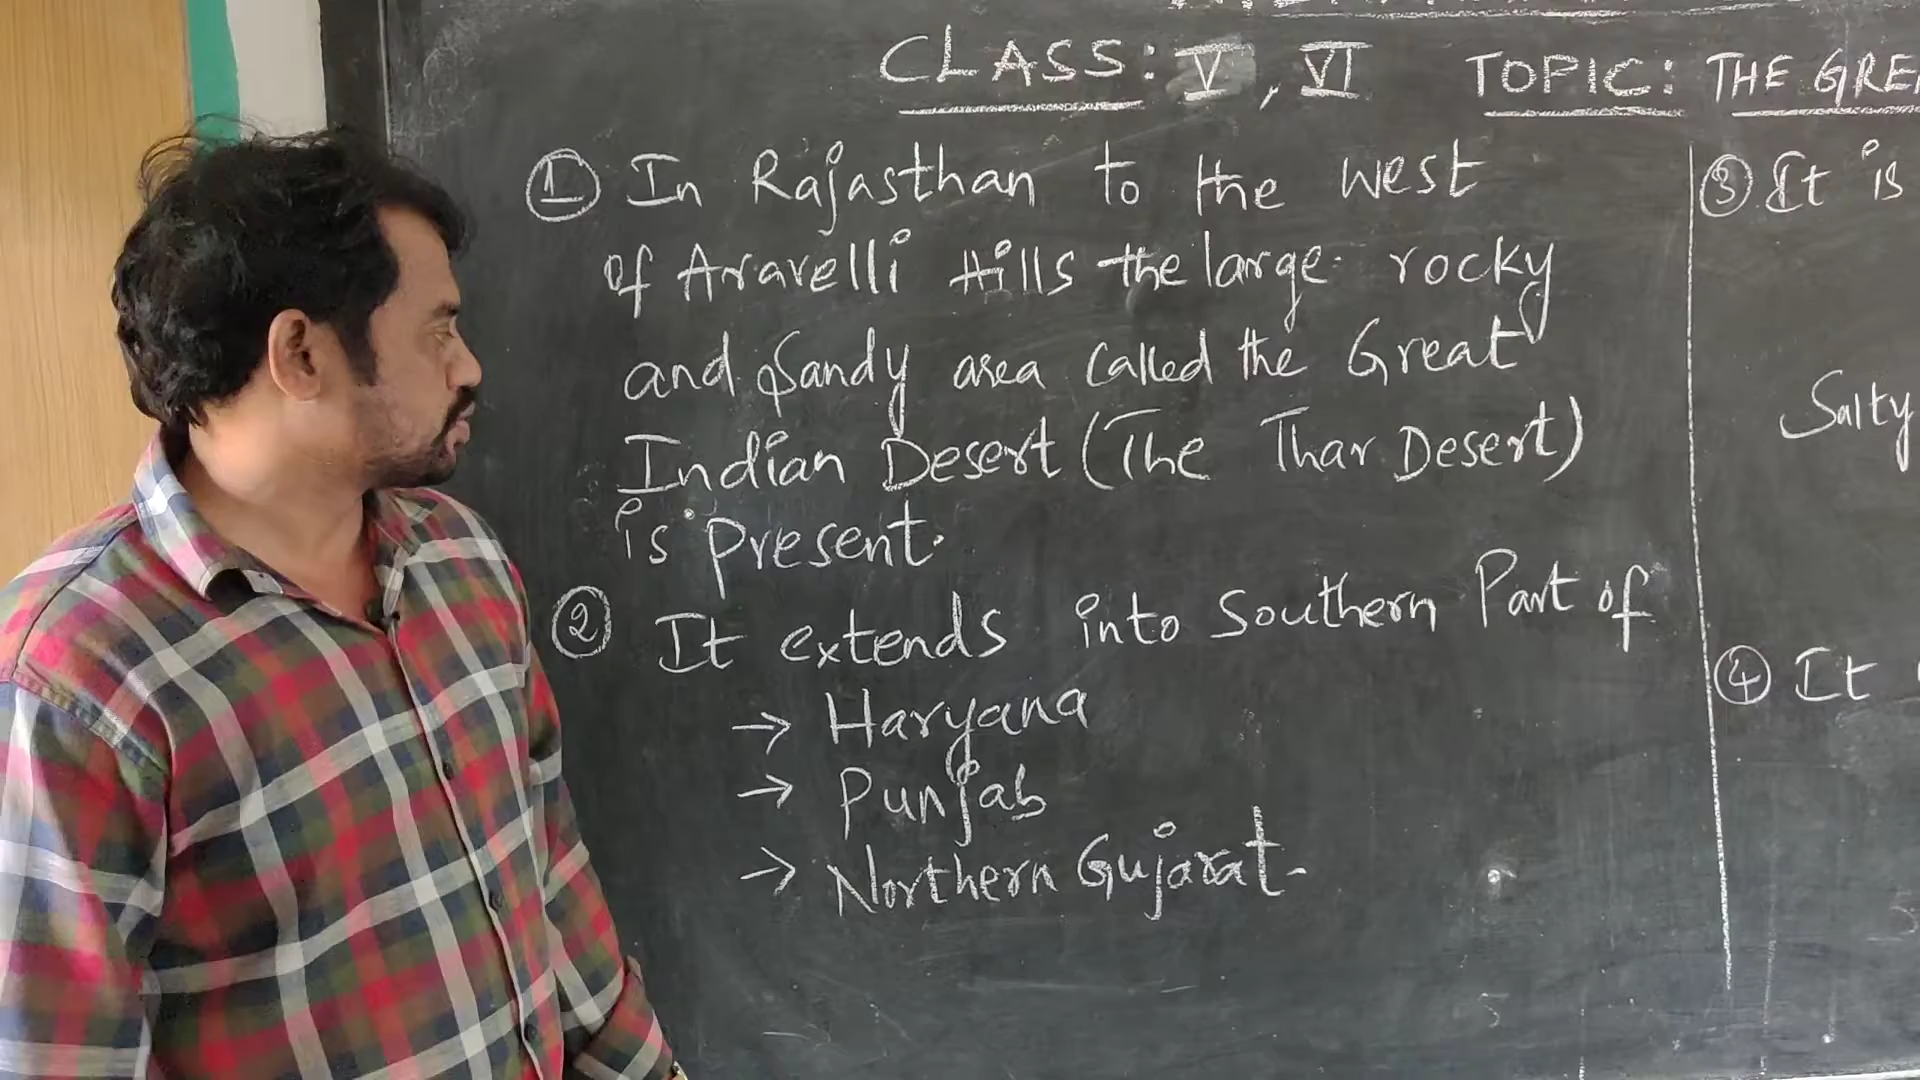 CLASS: V, VI TOPIC: THE
① In Rajasthan to the west
of Aravelli Hills the large rocky
and Sandy area called the Great
Indian Desert (The Thar Desert)
is present.
② It extends into Southern Part of
→ Haryana
→ Punjab
→ Northern Gujarat.
③ It is
Salty
④ It